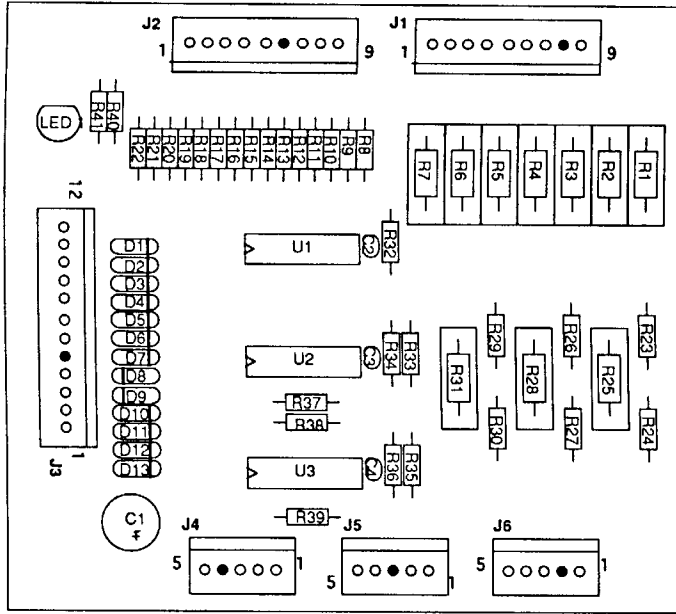 J2
J1
1
9
1
9
LED
R41
R40
R22
R21
R20
R19
R18
R17
R16
R15
R14
R13
R12
R11
R10
R9
R8
R7
R6
R5
R4
R3
R2
R1
12
U1
C2
R32
D1
D2
D3
D4
D5
D6
D7
D8
D9
D10
D11
D12
D13
U2
C3
R34
R33
R31
R29
R28
R26
R25
R23
R37
R38
R30
R27
R24
1
J3
U3
C4
R36
R35
C1
+
R39
J4
J5
J6
5
1
5
1
5
1